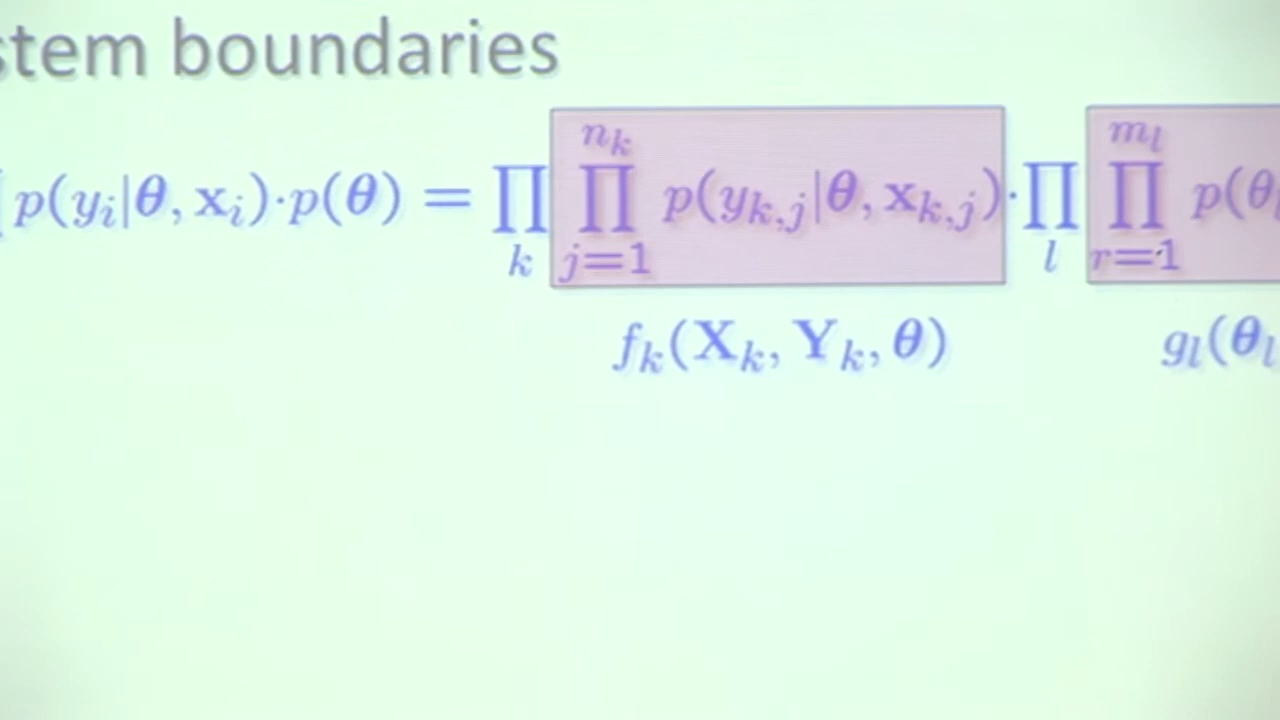 stem boundaries
p(y_i|θ, x_i)·p(θ) = ∏_k ∏_{j=1}^{n_k} p(y_{k,j}|θ, x_{k,j}) · ∏_l ∏_{r=1}^{m_l} p(θ
f_k(X_k, Y_k, θ) g_l(θ_l